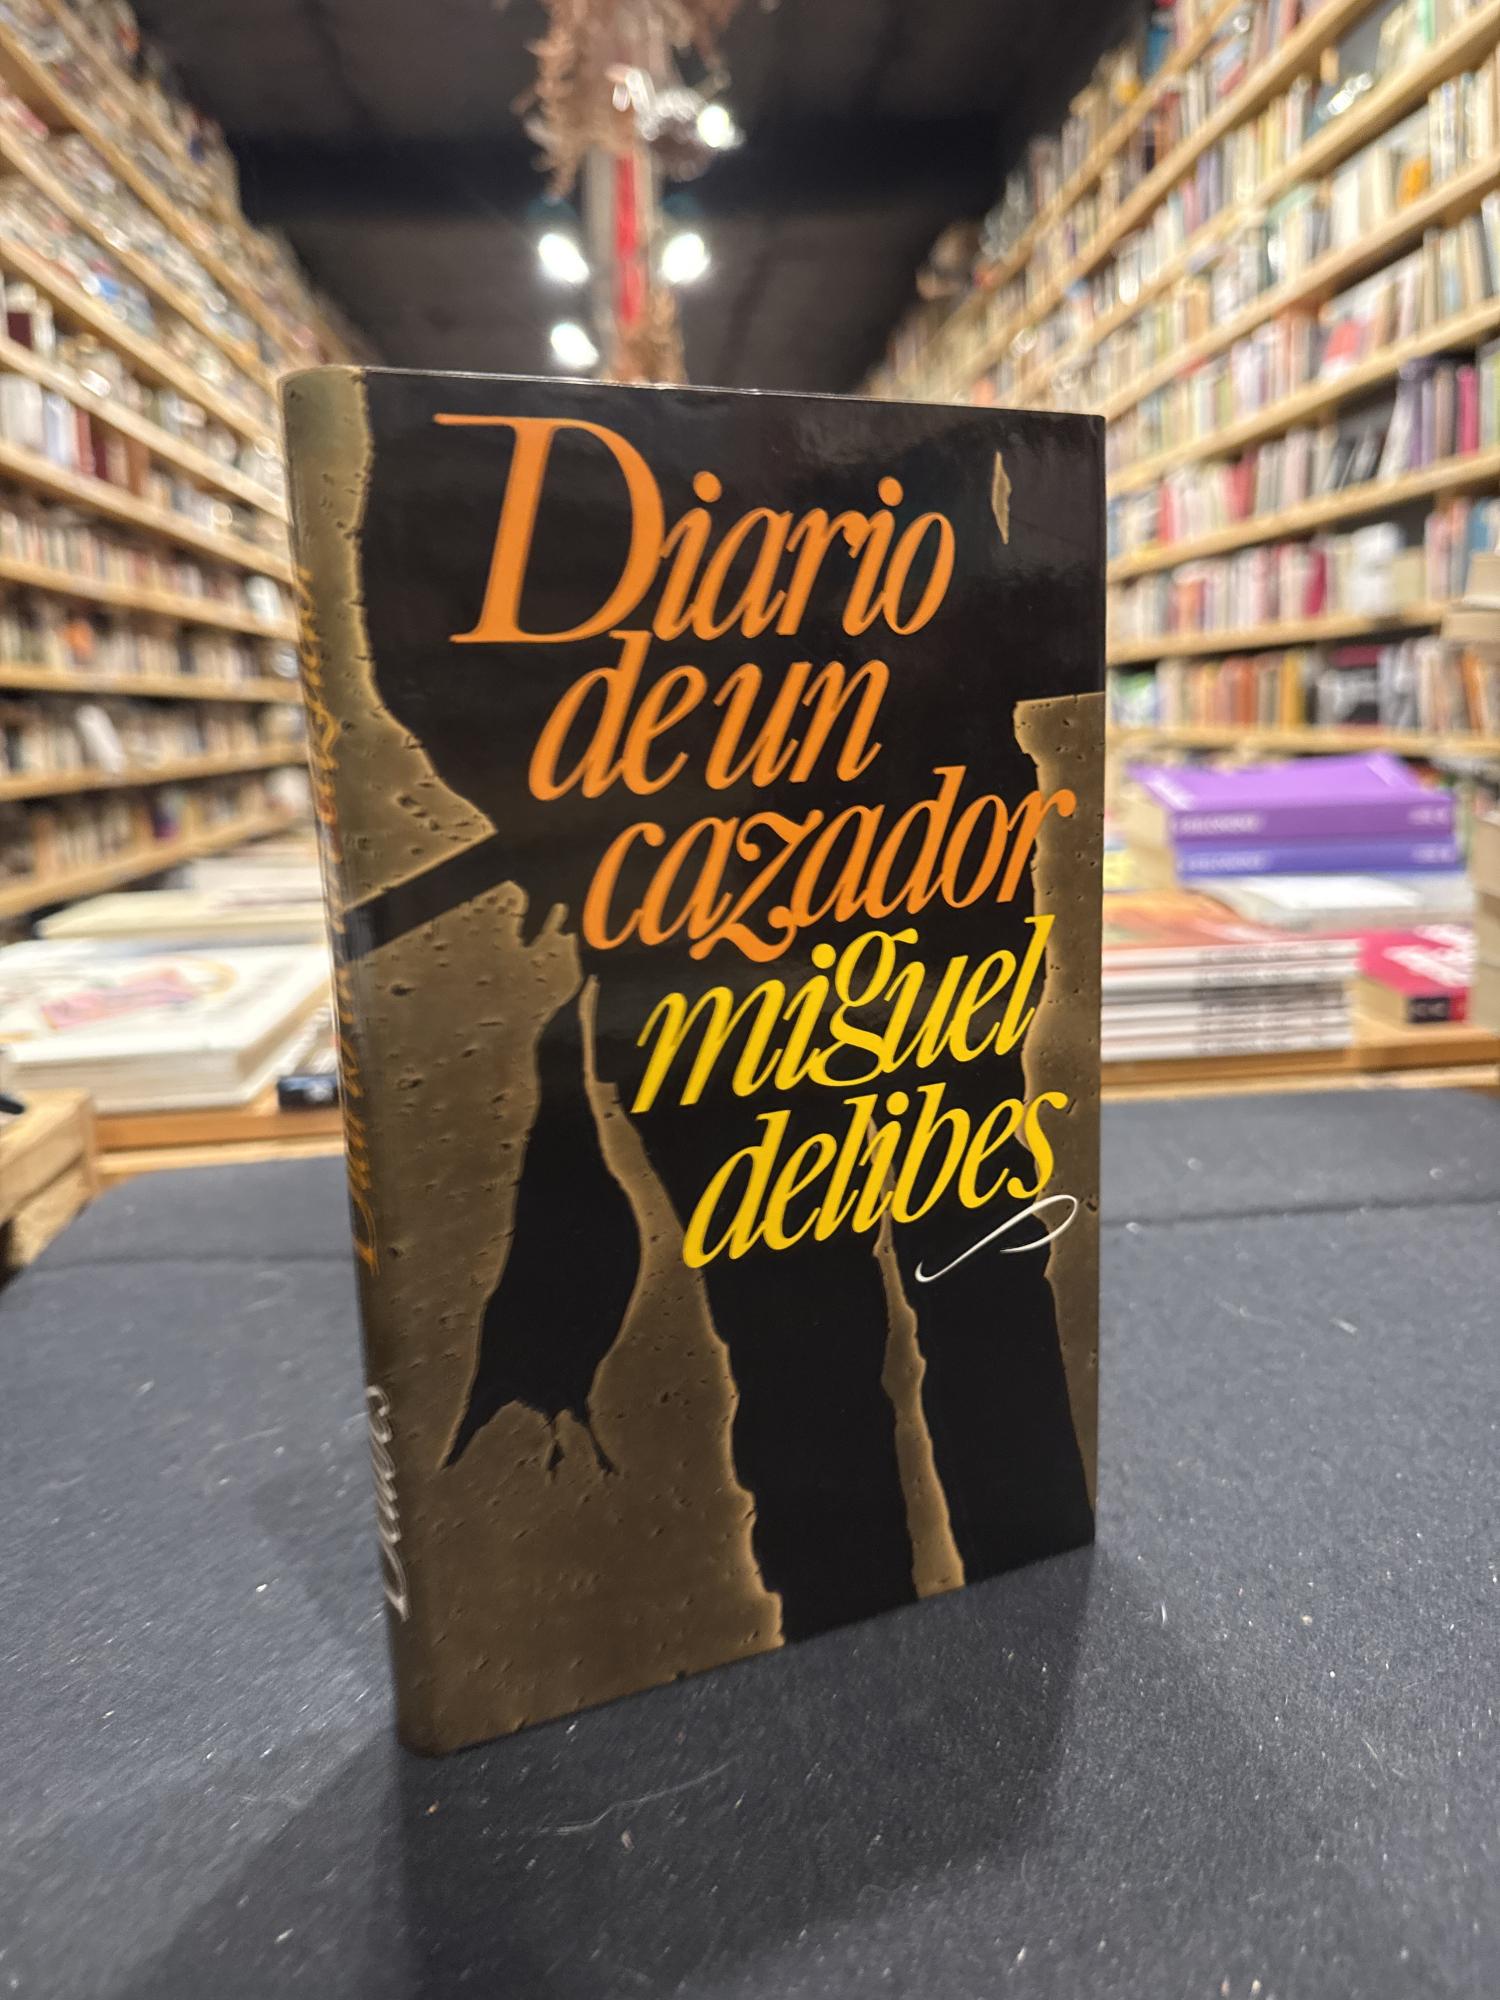 Diario
de un
cazador
miguel
delibes